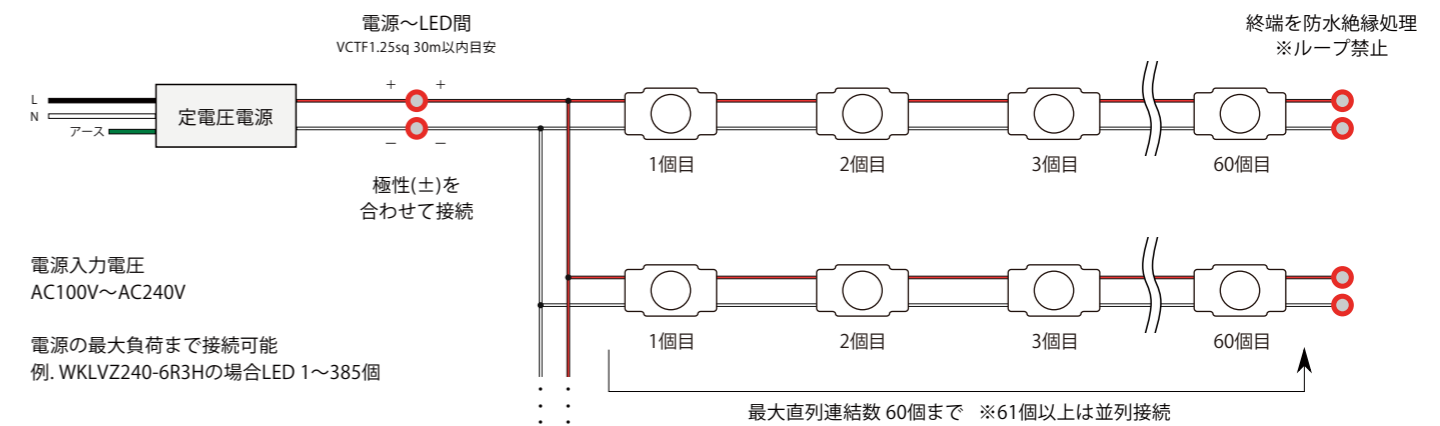 電源～LED間
VCTF1.25sq 30m以内目安
終端を防水絶縁処理
※ループ禁止
L
N
アース
定電圧電源
+ +
− −
極性(±)を
合わせて接続
1個目 2個目 3個目 60個目
電源入力電圧
AC100V～AC240V
電源の最大負荷まで接続可能
例. WKLVZ240-6R3Hの場合LED 1～385個
1個目 2個目 3個目 60個目
最大直列連結数 60個まで ※61個以上は並列接続